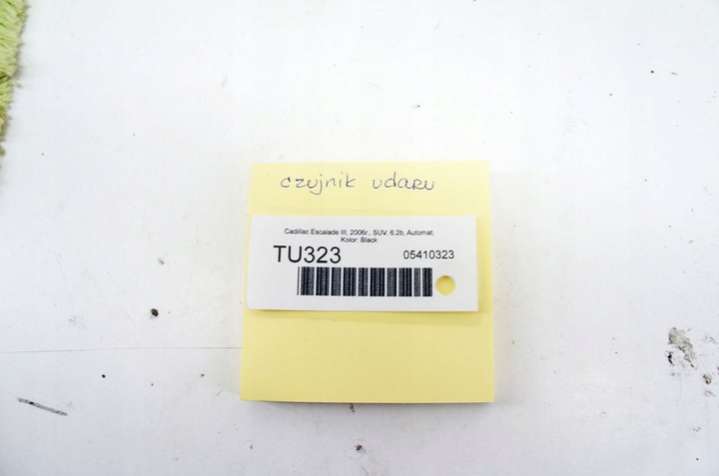 czujnik udaru
Cadillac Escalade III, 2006r., SUV, 6.2b, Automat,
Kolor: Black
TU323 05410323